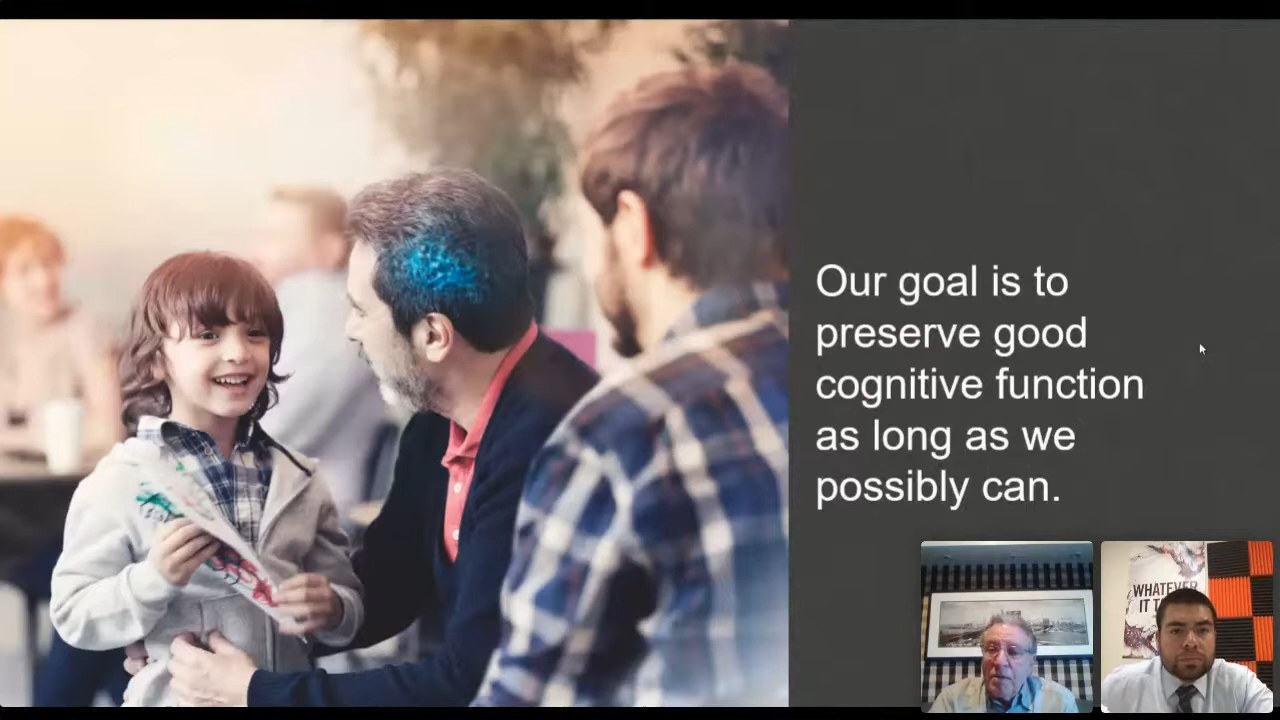 Our goal is to
preserve good
cognitive function
as long as we
possibly can.
WHATEVER
IT